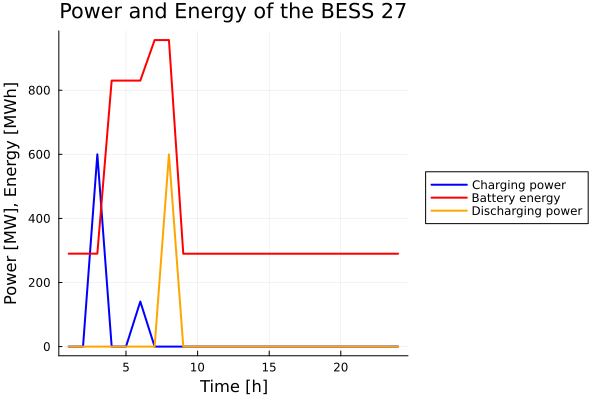 Power and Energy of the BESS 27
Power [MW], Energy [MWh]
800
600
400
200
0
5
10
15
20
Time [h]
Charging power
Battery energy
Discharging power